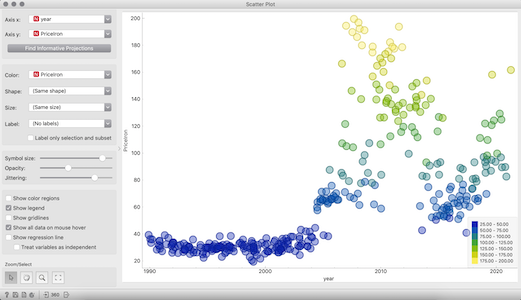 Scatter Plot
Axis x: N year
Axis y: N PriceIron
Find Informative Projections
Color: N PriceIron
Shape: (Same shape)
Size: (Same size)
Label: (No labels)
Label only selection and subset
Symbol size:
Opacity:
Jittering:
Show color regions
Show legend
Show gridlines
Show all data on mouse hover
Show regression line
Treat variables as independent
Zoom/Select
360
200
180
160
140
120
100
80
60
40
20
PriceIron
1990
2000
2010
2020
year
25.00 - 50.00
50.00 - 75.00
75.00 - 100.00
100.00 - 125.00
125.00 - 150.00
150.00 - 175.00
175.00 - 200.00